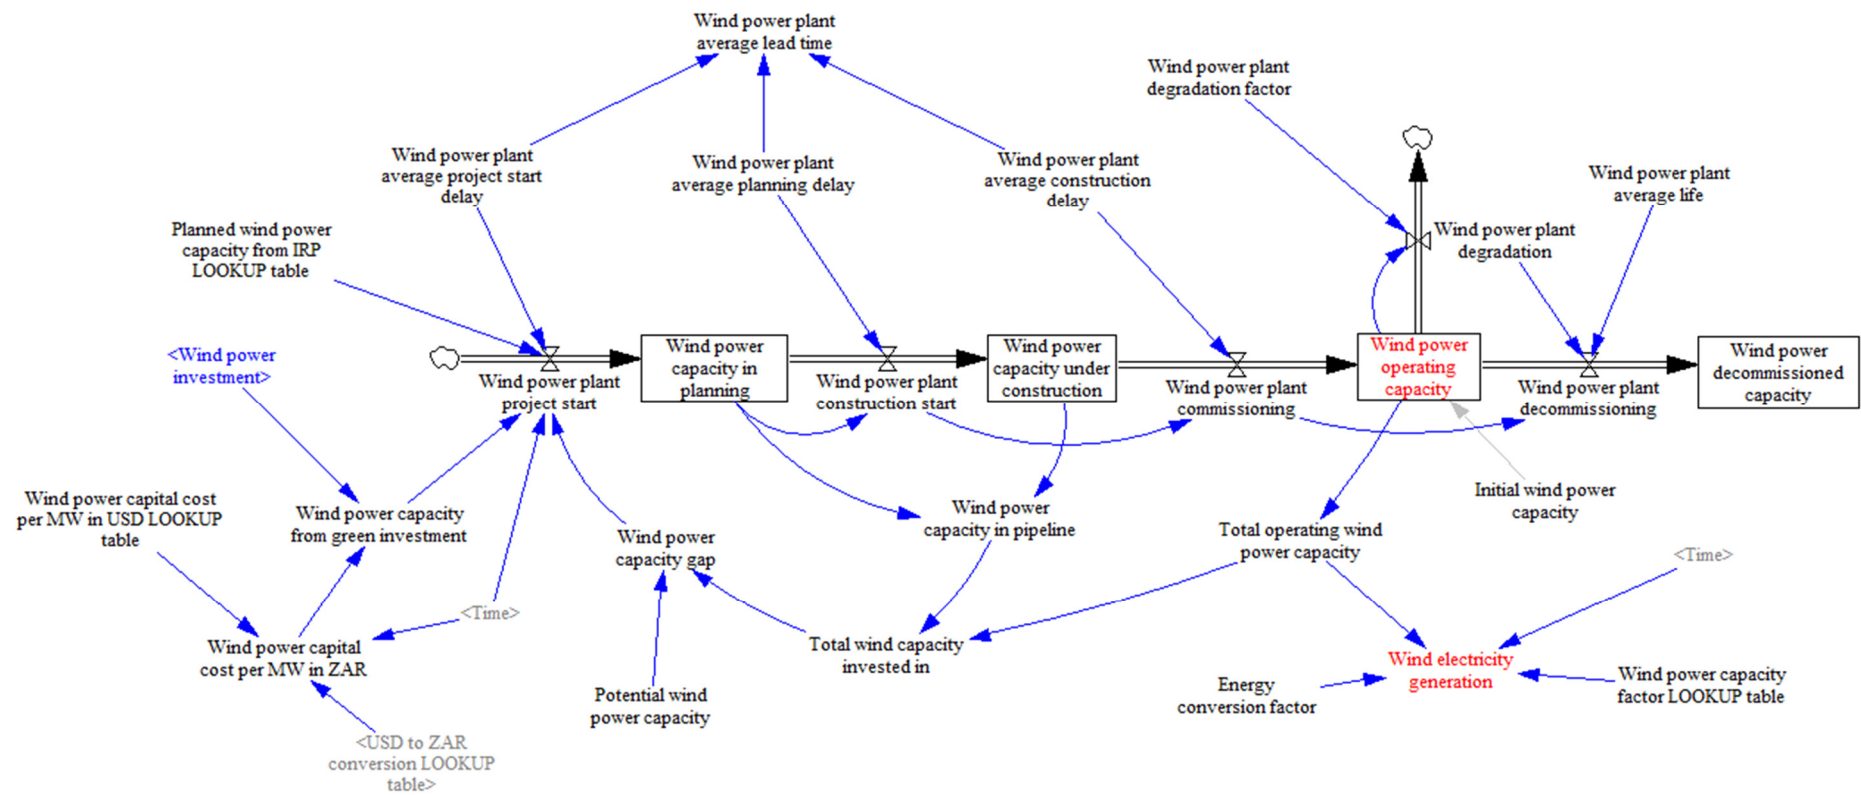 Wind power plant
average lead time
Wind power plant
degradation factor
Wind power plant
average project start
delay
Wind power plant
average planning delay
Wind power plant
average construction
delay
Wind power plant
average life
Planned wind power
capacity from IRP
LOOKUP table
Wind power plant
degradation
<Wind power
investment>
Wind power
capacity in
planning
Wind power
capacity under
construction
Wind power
operating
capacity
Wind power
decommissioned
capacity
Wind power plant
project start
Wind power plant
construction start
Wind power plant
commissioning
Wind power plant
decommissioning
Wind power capital cost
per MW in USD LOOKUP
table
Wind power capacity
from green investment
Wind power
capacity gap
Wind power
capacity in pipeline
Total operating wind
power capacity
Initial wind power
capacity
<Time>
<Time>
Wind power capital
cost per MW in ZAR
Total wind capacity
invested in
Potential wind
power capacity
Wind electricity
generation
Energy
conversion factor
Wind power capacity
factor LOOKUP table
<USD to ZAR
conversion LOOKUP
table>